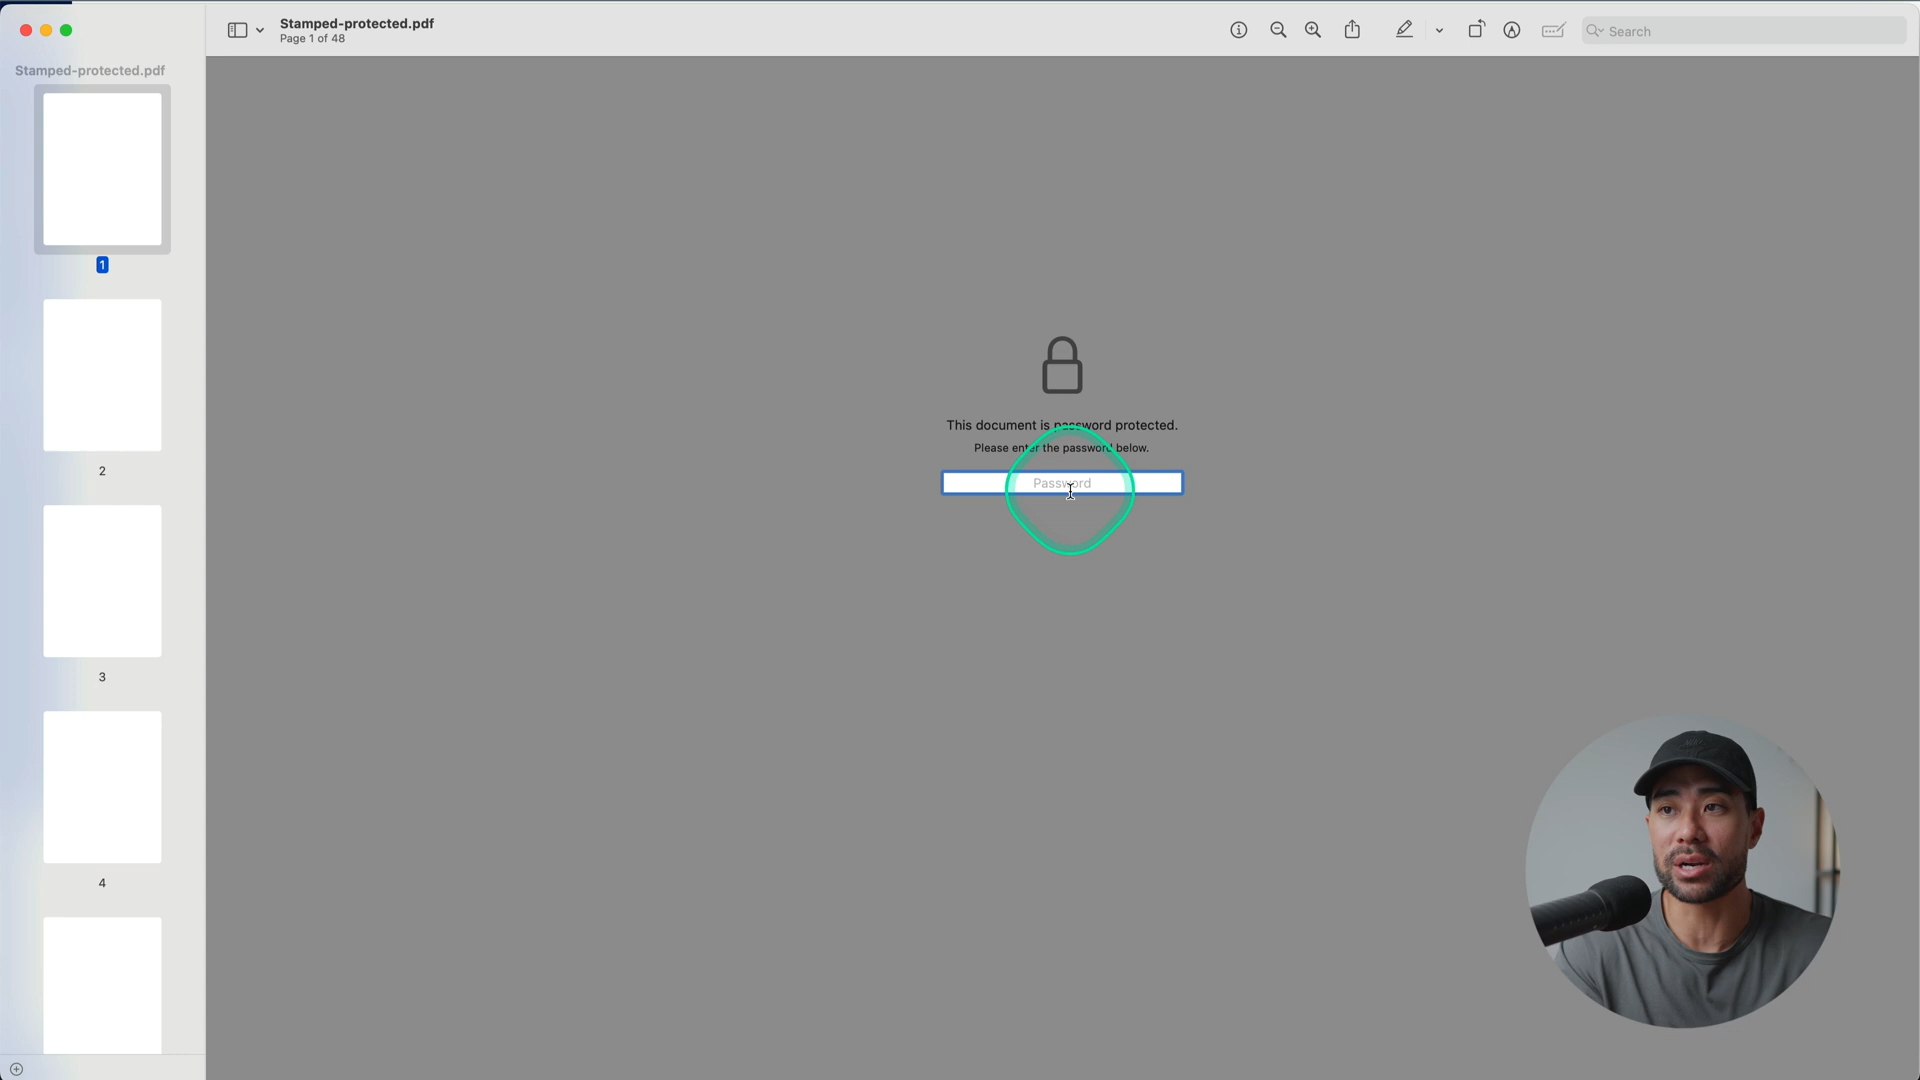 Stamped-protected.pdf
Page 1 of 48
Search
Stamped-protected.pdf
1
2
3
4
This document is password protected.
Please enter the password below.
Password